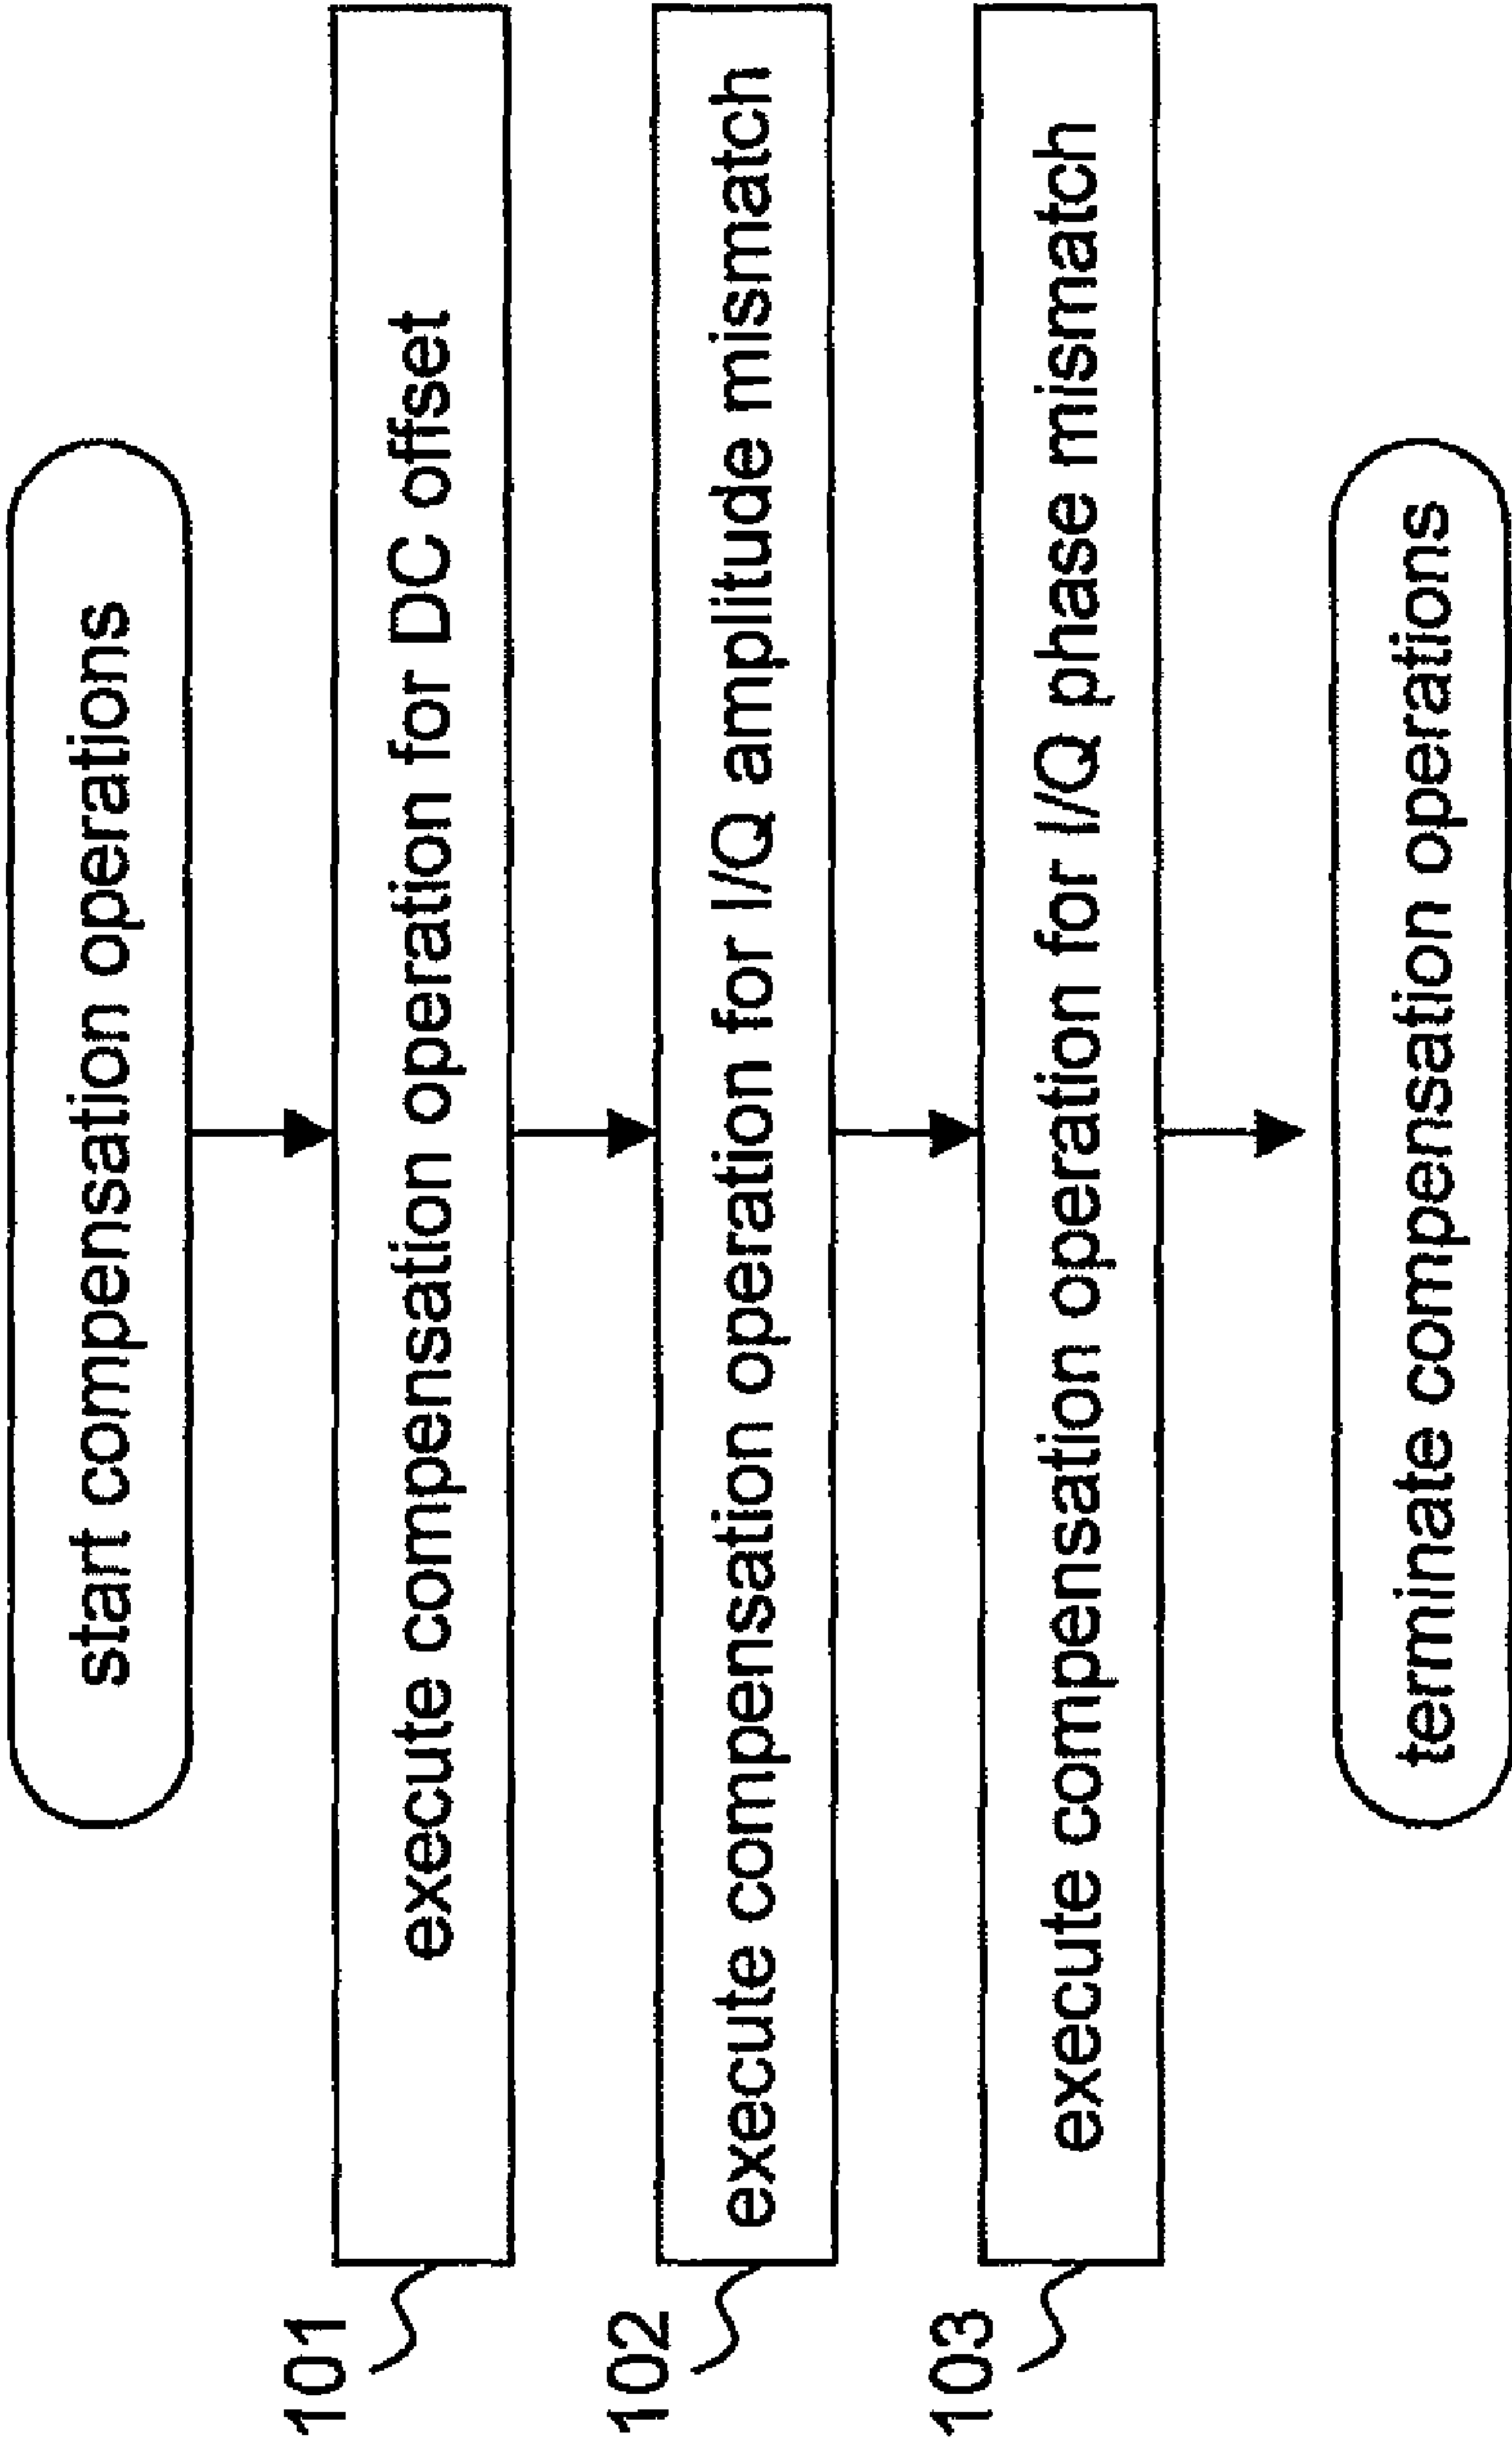 start compensation operations
101
execute compensation operation for DC offset
102
execute compensation operation for I/Q amplitude mismatch
103
execute compensation operation for I/Q phase mismatch
terminate compensation operations